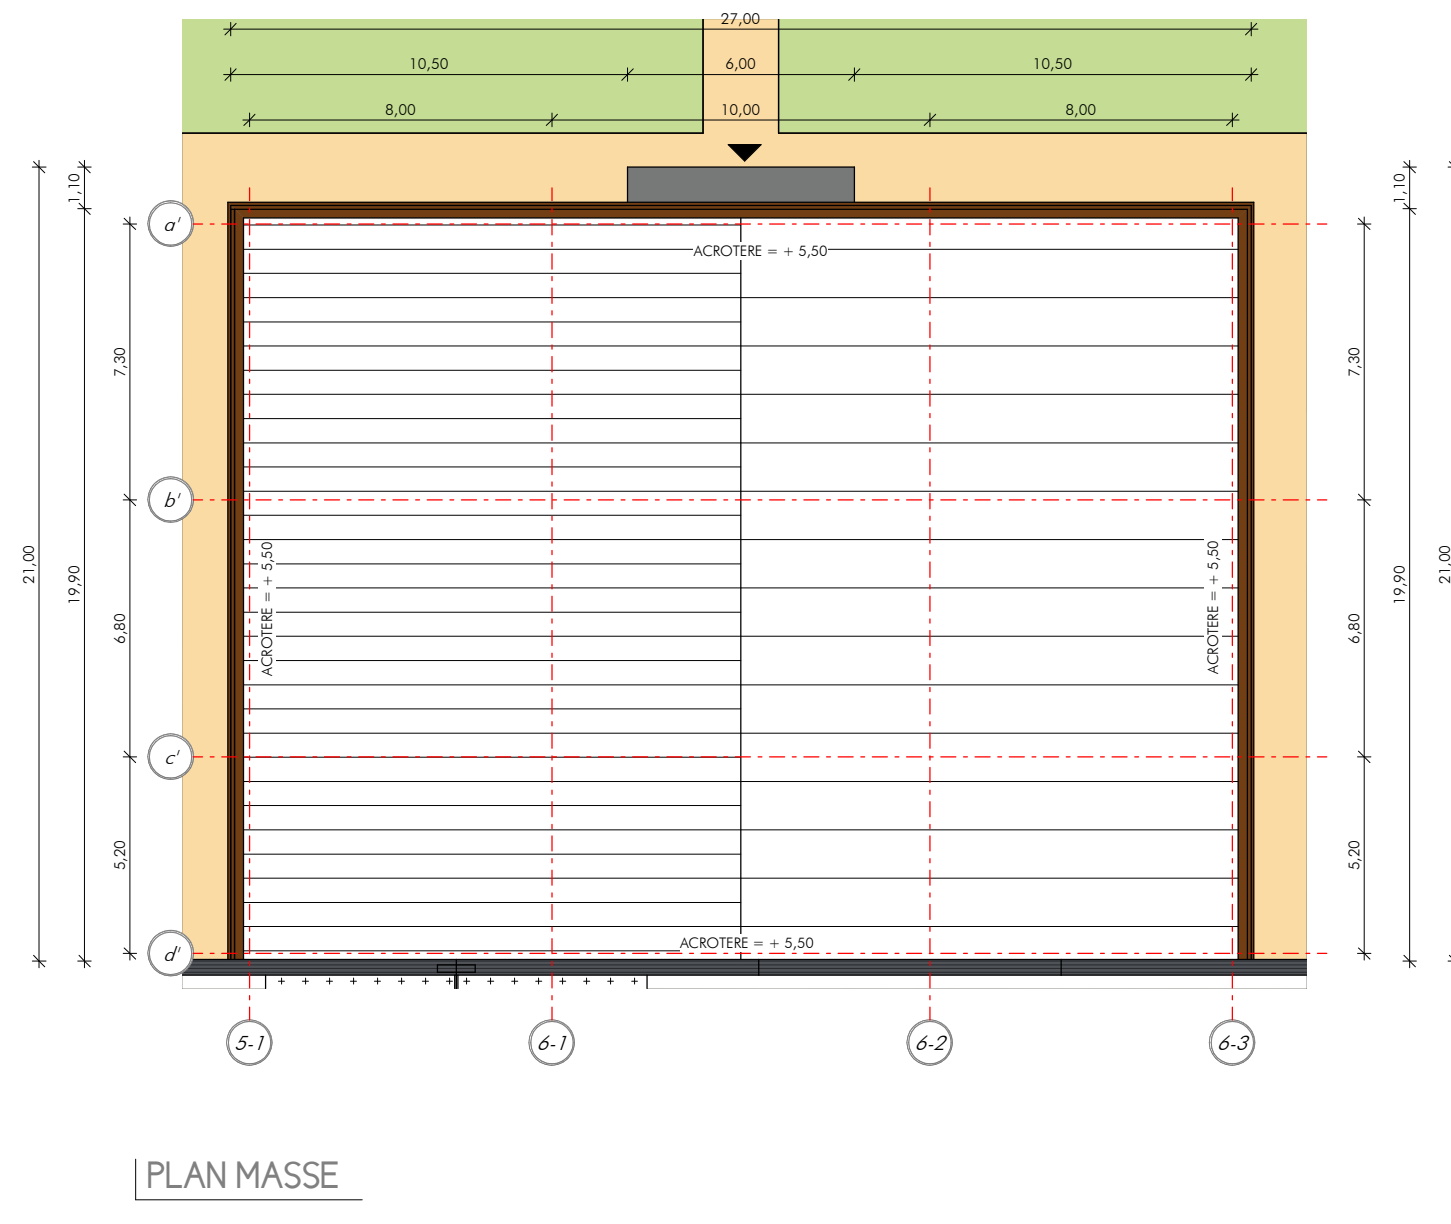 27,00
10,50
6,00
10,50
8,00
10,00
8,00
1,10
1,10
a'
ACROTERE = + 5,50
7,30
7,30
b'
21,00
19,90
ACROTERE = + 5,50
ACROTERE = + 5,50
19,90
21,00
6,80
6,80
c'
5,20
5,20
ACROTERE = + 5,50
d'
5-1
6-1
6-2
6-3
PLAN MASSE